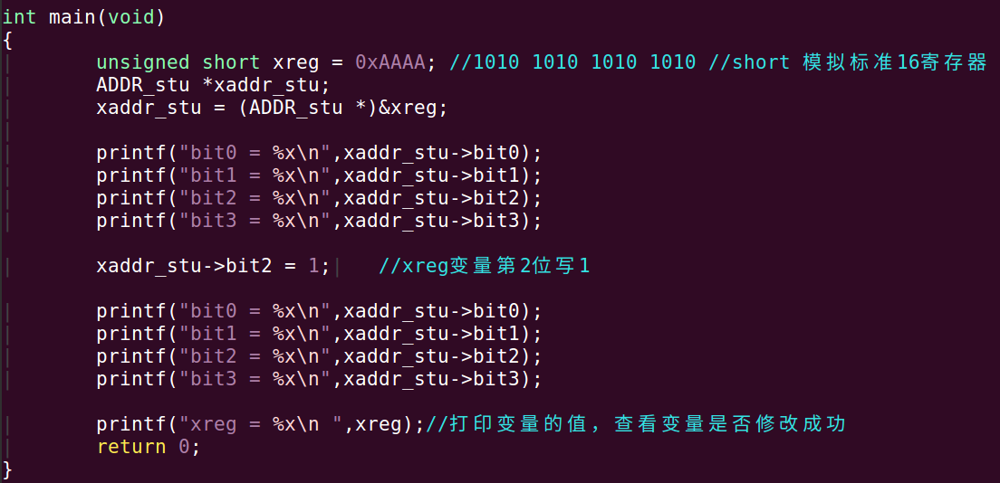 int main(void)
{
unsigned short xreg = 0xAAAA; //1010 1010 1010 1010 //short 模拟标准16寄存器
ADDR_stu *xaddr_stu;
xaddr_stu = (ADDR_stu *)&xreg;
printf("bit0 = %x\n",xaddr_stu->bit0);
printf("bit1 = %x\n",xaddr_stu->bit1);
printf("bit2 = %x\n",xaddr_stu->bit2);
printf("bit3 = %x\n",xaddr_stu->bit3);
xaddr_stu->bit2 = 1; //xreg变量第2位写1
printf("bit0 = %x\n",xaddr_stu->bit0);
printf("bit1 = %x\n",xaddr_stu->bit1);
printf("bit2 = %x\n",xaddr_stu->bit2);
printf("bit3 = %x\n",xaddr_stu->bit3);
printf("xreg = %x\n ",xreg);//打印变量的值，查看变量是否修改成功
return 0;
}